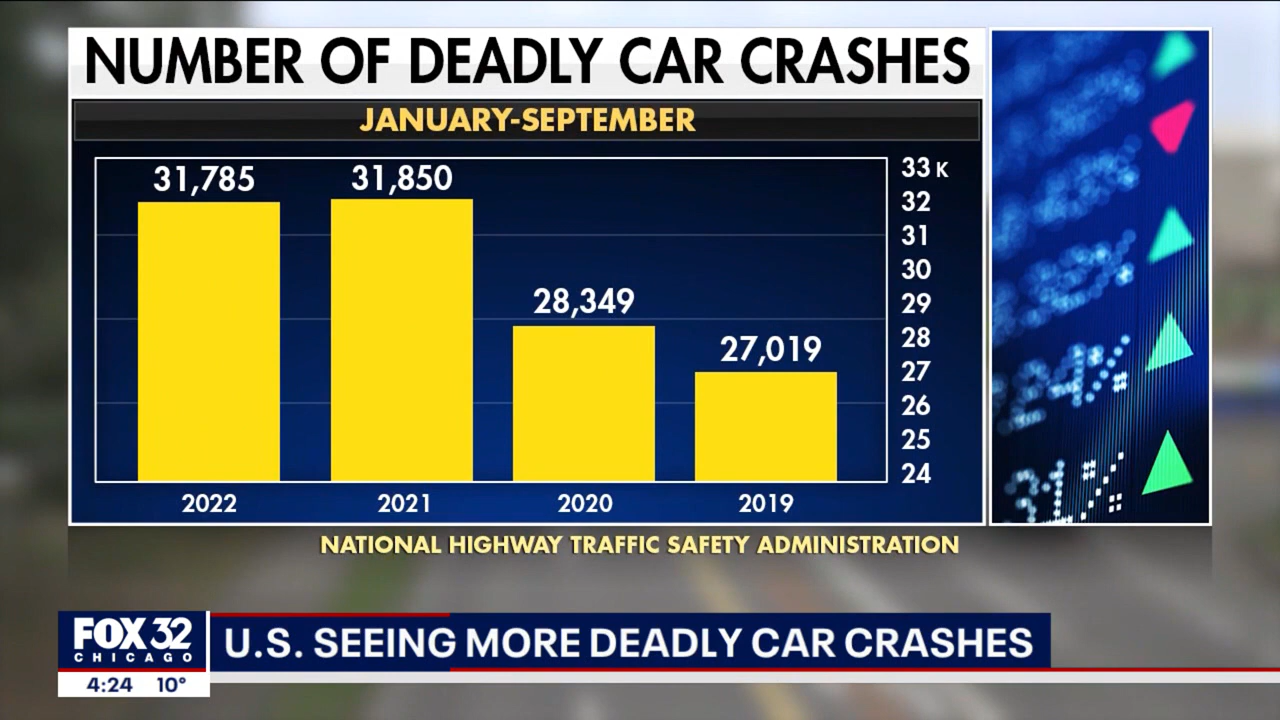 NUMBER OF DEADLY CAR CRASHES
JANUARY-SEPTEMBER
31,785
31,850
28,349
27,019
33 K
32
31
30
29
28
27
26
25
24
2022
2021
2020
2019
24%
31%
NATIONAL HIGHWAY TRAFFIC SAFETY ADMINISTRATION
FOX 32
CHICAGO
U.S. SEEING MORE DEADLY CAR CRASHES
4:24 10°